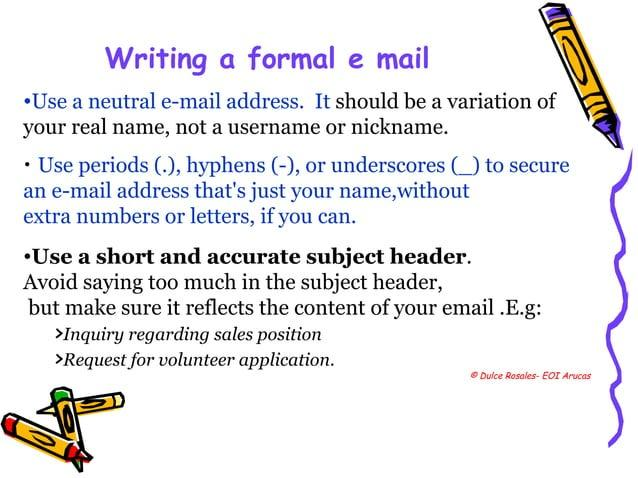 Writing a formal e mail
•Use a neutral e-mail address.  It should be a variation of
your real name, not a username or nickname.
• Use periods (.), hyphens (-), or underscores (_) to secure
an e-mail address that's just your name,without
extra numbers or letters, if you can.
•Use a short and accurate subject header.
Avoid saying too much in the subject header,
but make sure it reflects the content of your email .E.g:
>Inquiry regarding sales position
>Request for volunteer application.
© Dulce Rosales- EOI Arucas